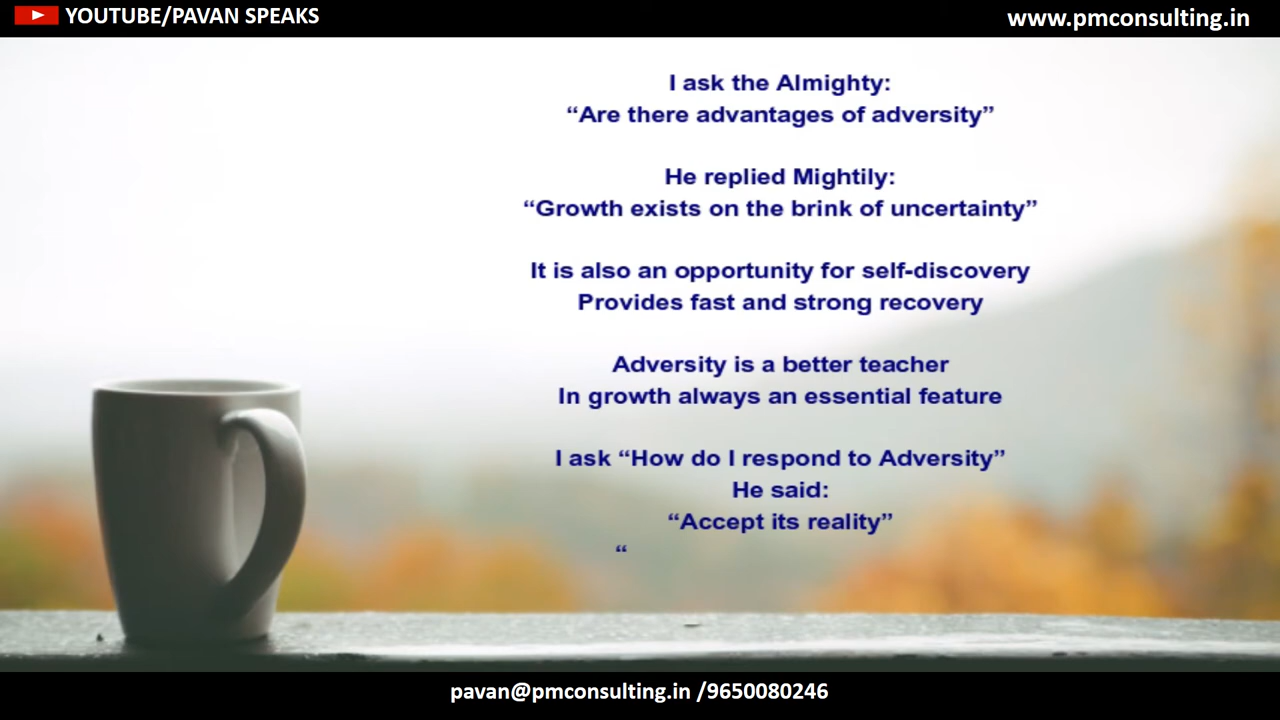 YOUTUBE/PAVAN SPEAKS
www.pmconsulting.in
I ask the Almighty:
“Are there advantages of adversity”
He replied Mightily:
“Growth exists on the brink of uncertainty”
It is also an opportunity for self-discovery
Provides fast and strong recovery
Adversity is a better teacher
In growth always an essential feature
I ask “How do I respond to Adversity”
He said:
“Accept its reality”
“
pavan@pmconsulting.in /9650080246